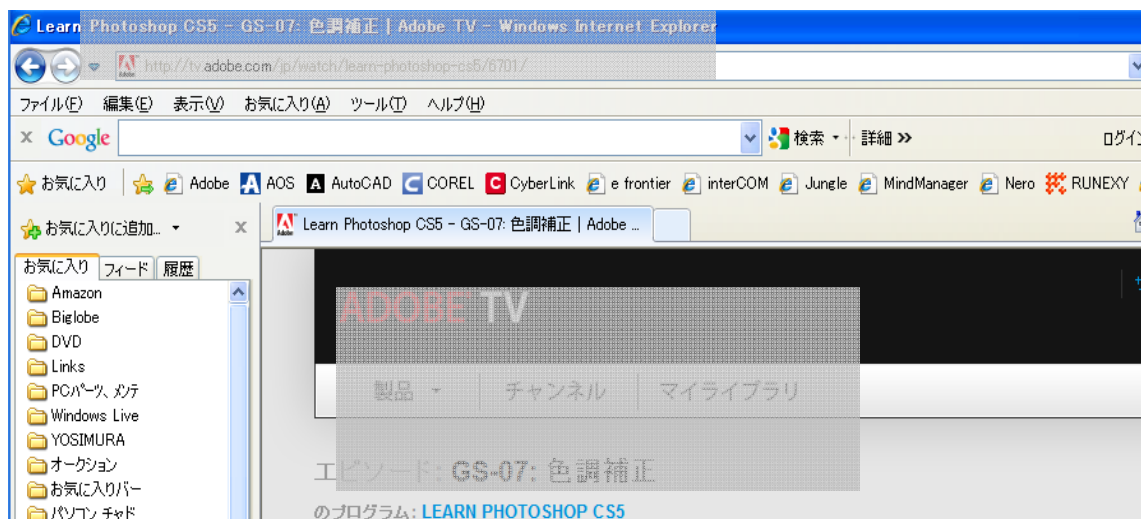 Learn Photoshop CS5 - GS-07: 色調補正 | Adobe TV - Windows Internet Explorer
http://tv.adobe.com/jp/watch/learn-photoshop-cs5/6701/
ファイル(F) 編集(E) 表示(V) お気に入り(A) ツール(T) ヘルプ(H)
x Google 検索 詳細 »
お気に入り Adobe AOS AutoCAD COREL CyberLink e frontier interCOM Jungle MindManager Nero RUNEXY
お気に入りに追加... x Learn Photoshop CS5 - GS-07: 色調補正 | Adobe ...
お気に入り フィード 履歴
Amazon
Biglobe
DVD
Links
PCパーツ、メンテ
Windows Live
YOSIMURA
オークション
お気に入りバー
パソコン チャド
ADOBE TV
製品 チャンネル マイライブラリ
エピソード: GS-07: 色調補正
のプログラム: LEARN PHOTOSHOP CS5